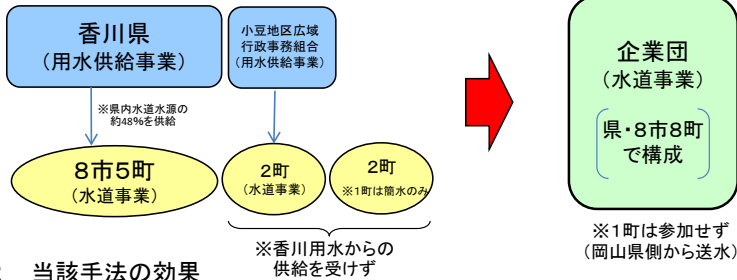 香川県
（用水供給事業）
小豆地区広域
行政事務組合
（用水供給事業）
※県内水道水源の
約48%を供給
8市5町
（水道事業）
2町
（水道事業）
2町
※1町は簡水のみ
※香川用水からの
供給を受けず
企業団
（水道事業）
県・8市8町
で構成
※1町は参加せず
（岡山県側から送水）
当該手法の効果